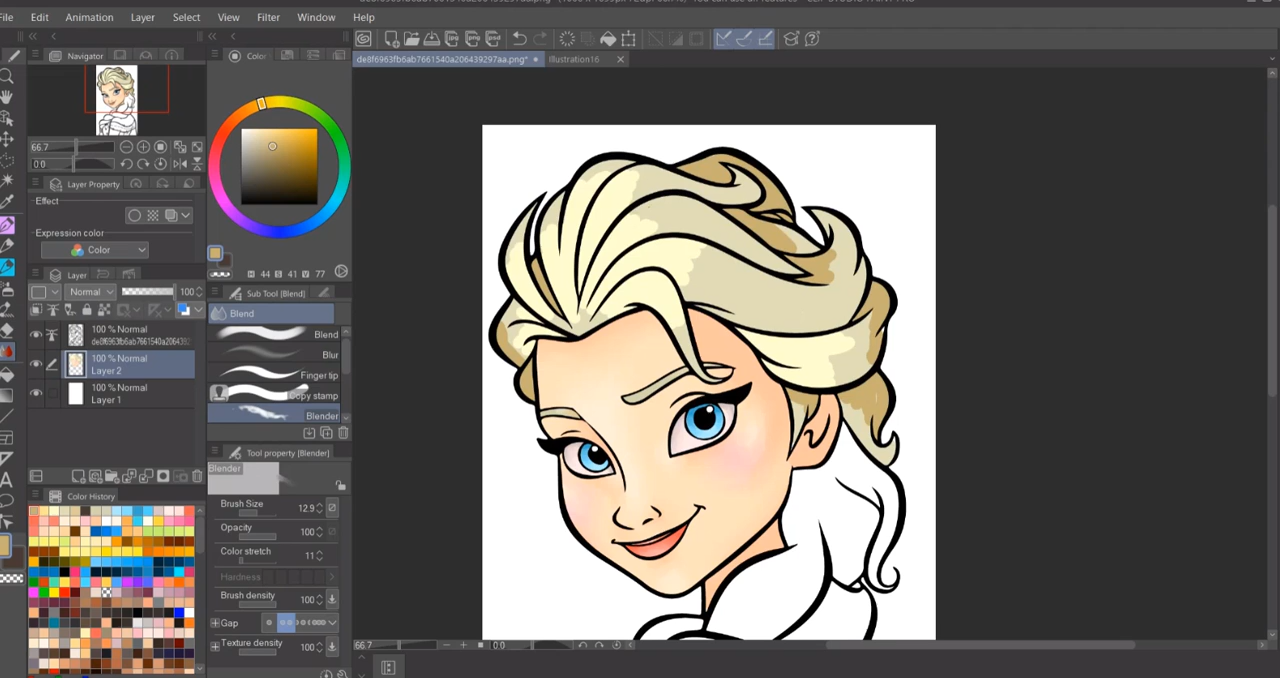 File Edit Animation Layer Select View Filter Window Help
Navigator
Color
de8f6963fb6ab7661540a206439297aa.png*
Illustration16
66.7
0.0
Layer Property
Effect
Expression color
Color
H 44 S 41 V 77
Layer
Sub Tool [Blend]
Normal 100
Blend
100 % Normal
de8f6963fb6ab7661540a2064392
100 % Normal
Layer 2
100 % Normal
Layer 1
Blend
Blur
Finger tip
Copy stamp
Blender
Tool property [Blender]
Blender
Color History
Brush Size 12.9
Opacity 100
Color stretch 11
Hardness
Brush density 100
Gap
Texture density 100
66.7 0.0